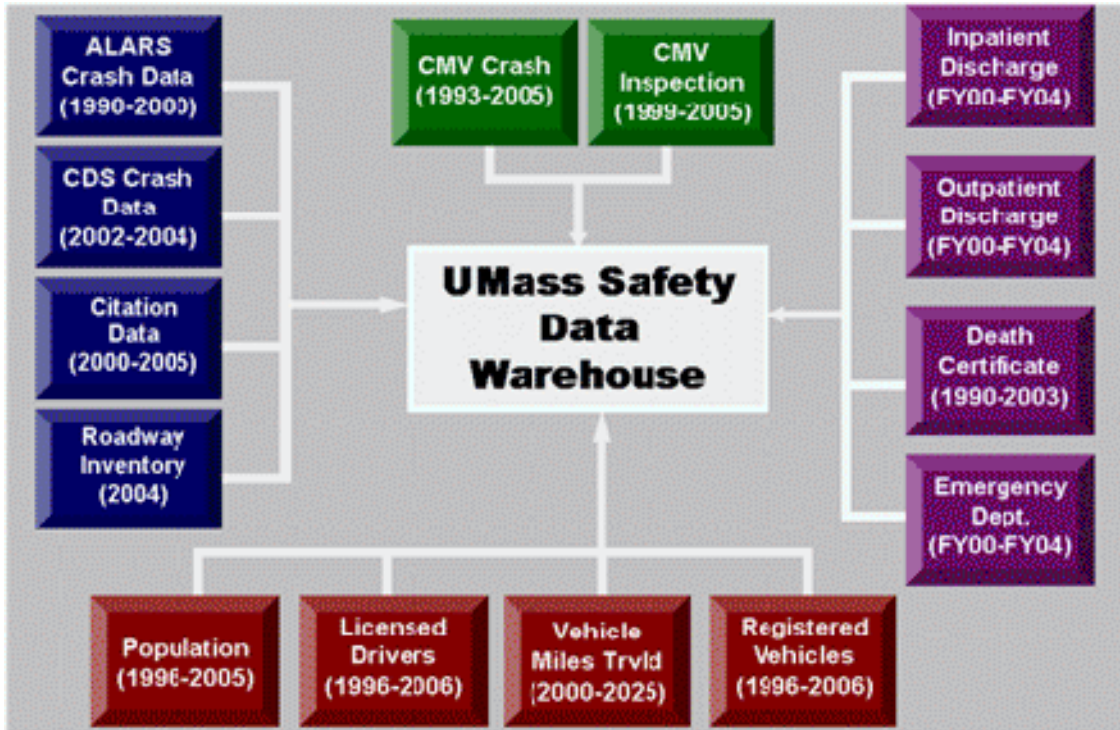 ALARS
Crash Data
(1990-2000)
CDS Crash
Data
(2002-2004)
Citation
Data
(2000-2005)
Roadway
Inventory
(2004)
CMV Crash
(1993-2005)
CMV
Inspection
(1999-2005)
UMass Safety
Data
Warehouse
Inpatient
Discharge
(FY00-FY04)
Outpatient
Discharge
(FY00-FY04)
Death
Certificate
(1990-2003)
Emergency
Dept.
(FY00-FY04)
Population
(1996-2005)
Licensed
Drivers
(1996-2006)
Vehicle
Miles Trvld
(2000-2025)
Registered
Vehicles
(1996-2006)